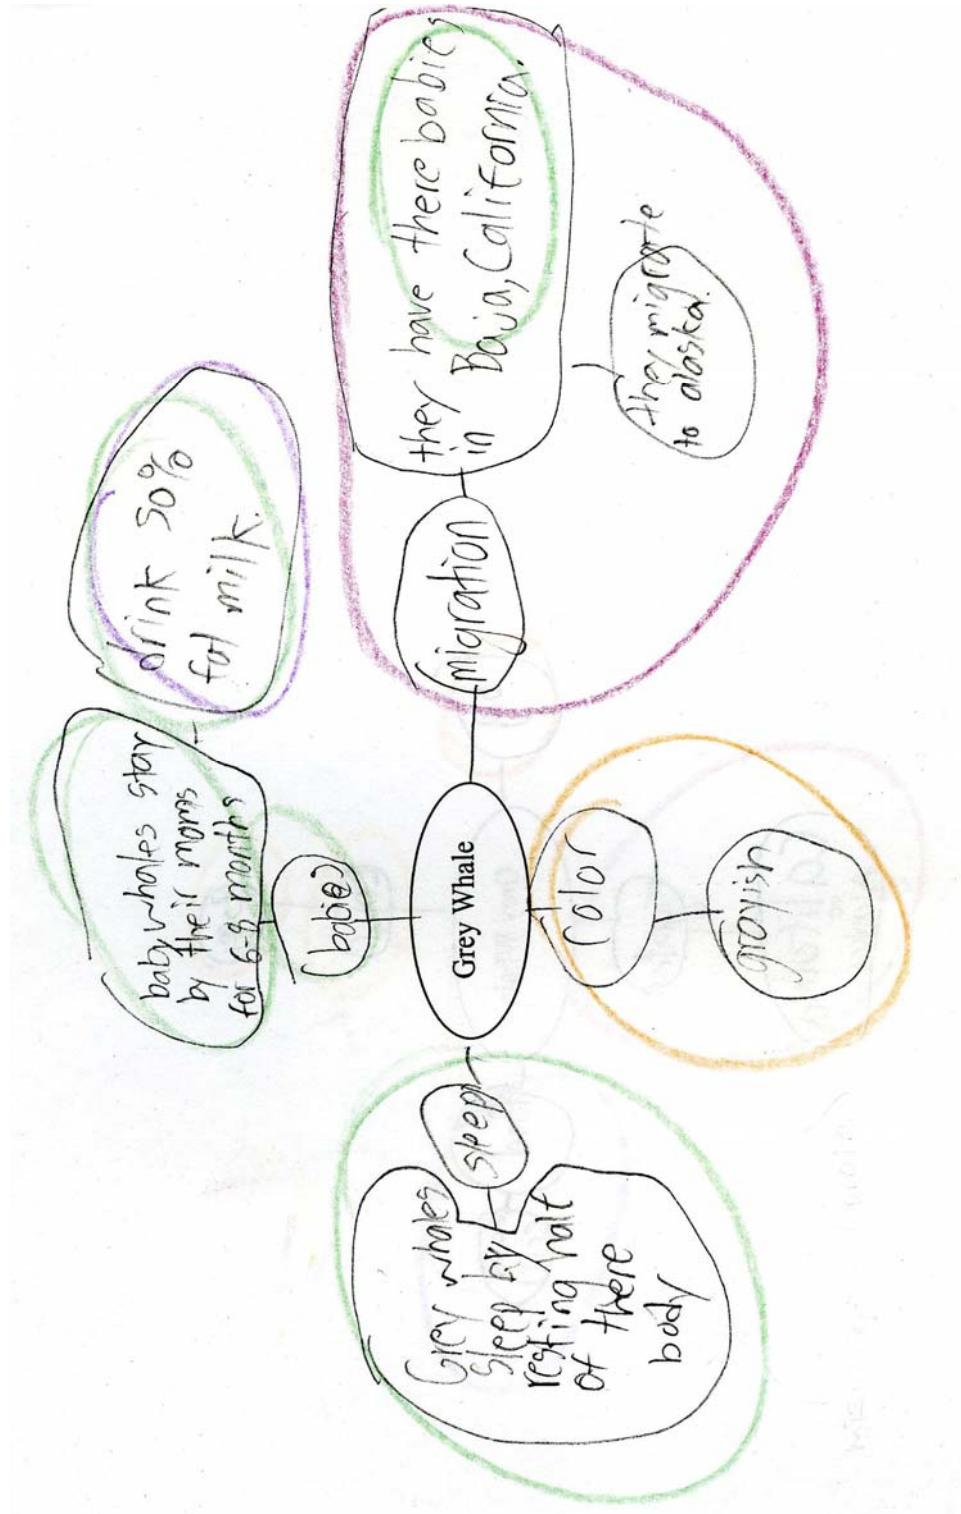 baby whales stay
by their moms
for 6-8 months
drink 50%
fat milk.
babies
Grey whales
sleep by
resting half
of there
body
sleep
Grey Whale
migration
they have there babies
in Baja, California.
they migrate
to alaska.
color
grayish